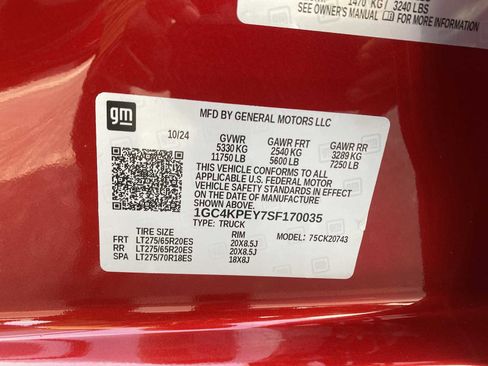 1470 KG 3240 LBS
SEE OWNER'S MANUAL FOR MORE INFORMATION
gm
MFD BY GENERAL MOTORS LLC
10/24
GVWR GAWR FRT GAWR RR
5330 KG 2540 KG 3289 KG
11750 LB 5600 LB 7250 LB
THIS VEHICLE CONFORMS TO ALL
APPLICABLE U.S. FEDERAL MOTOR
VEHICLE SAFETY STANDARDS IN EFFECT
ON THE DATE OF MANUFACTURE
SHOWN ABOVE.
1GC4KPEY7SF170035
TYPE: TRUCK
TIRE SIZE RIM MODEL: 75CK20743
FRT LT275/65R20ES 20X8.5J
RR LT275/65R20ES 20X8.5J
SPA LT275/70R18ES 18X8J